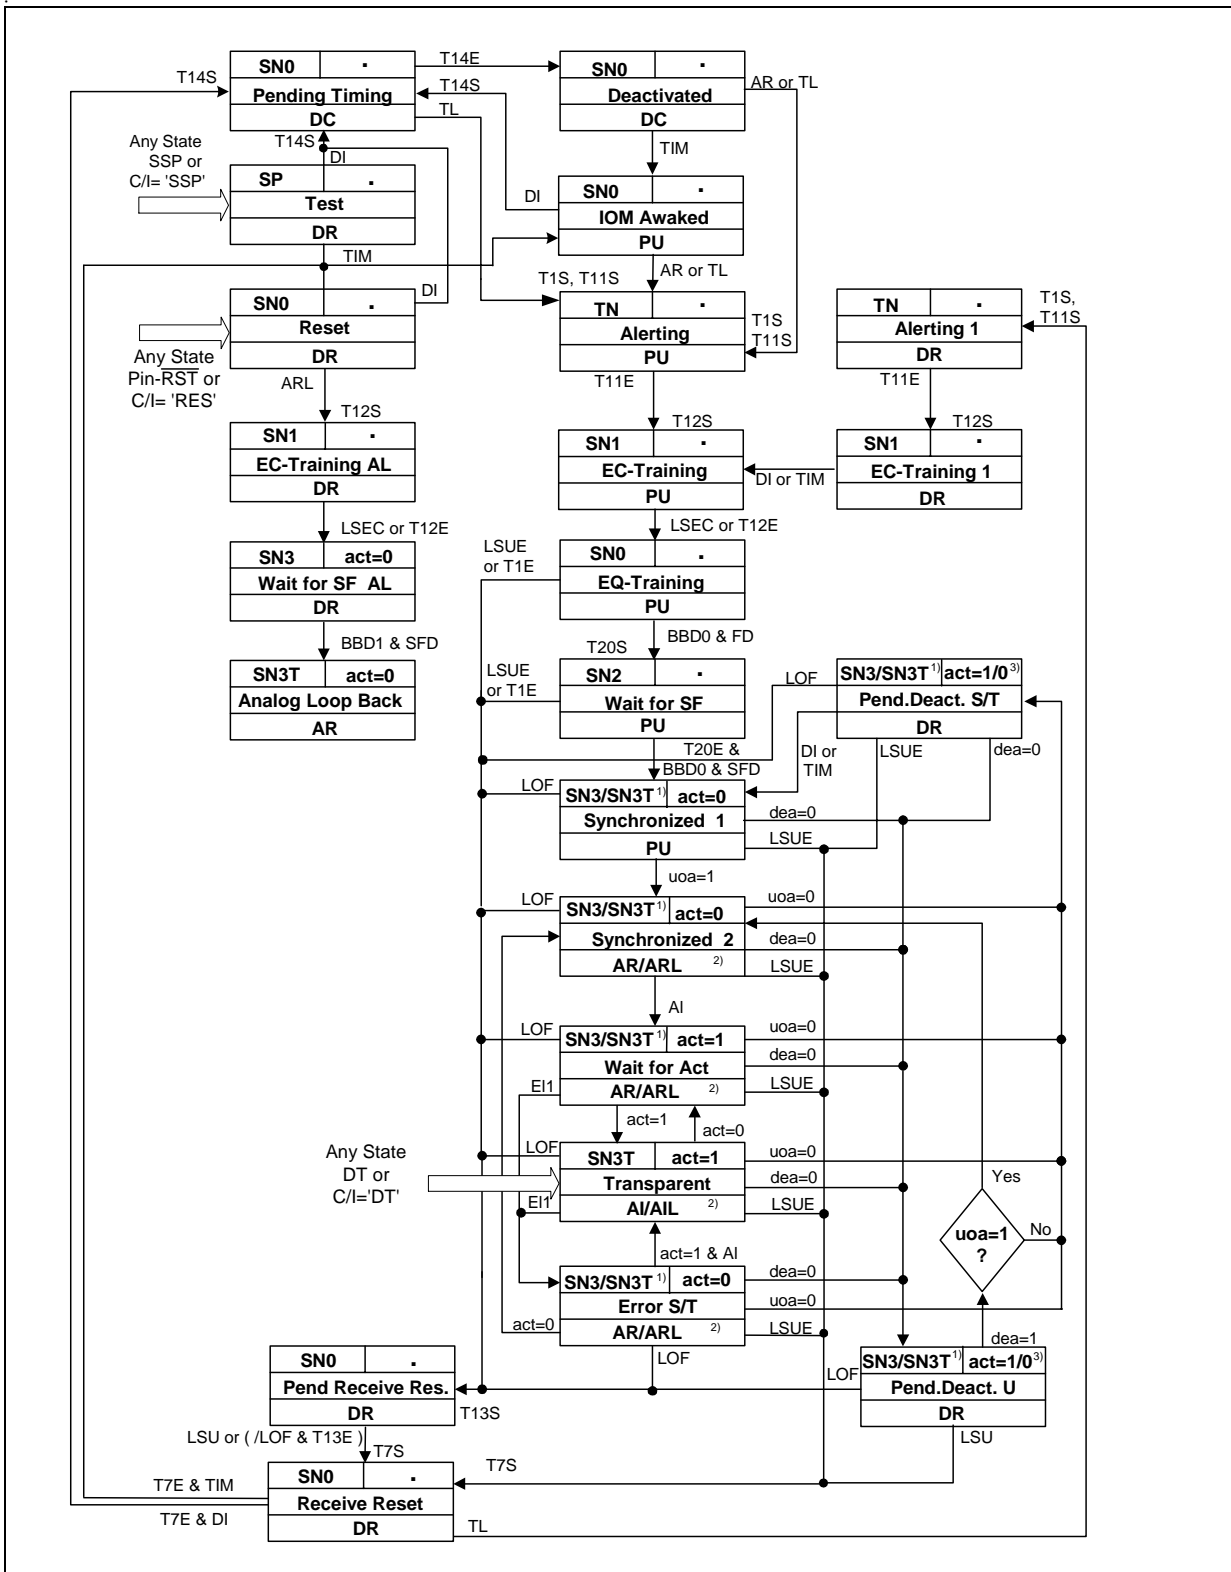 T14S
SN0 .
Pending Timing
DC
T14E
T14S
TL
SN0 .
Deactivated
DC
AR or TL
Any State
SSP or
C/I= 'SSP'
T14S
DI
SP .
Test
DR
DI
TIM
SN0 .
IOM Awaked
PU
TIM
AR or TL
T1S, T11S
SN0 .
Reset
DR
DI
Any State
Pin-RST or
C/I= 'RES'
ARL
T12S
TN .
Alerting
PU
T1S
T11S
T11E
T12S
TN .
Alerting 1
DR
T1S,
T11S
T11E
T12S
SN1 .
EC-Training AL
DR
LSEC or T12E
SN1 .
EC-Training
PU
DI or TIM
SN1 .
EC-Training 1
DR
LSEC or T12E
SN3 act=0
Wait for SF AL
DR
BBD1 & SFD
LSUE
or T1E
SN0 .
EQ-Training
PU
T20S
BBD0 & FD
SN3T act=0
Analog Loop Back
AR
LSUE
or T1E
SN2 .
Wait for SF
PU
T20E &
BBD0 & SFD
LOF
SN3/SN3T 1) act=1/0 3)
Pend.Deact. S/T
DR
DI or
TIM
LSUE
dea=0
LOF
SN3/SN3T 1) act=0
Synchronized 1
PU
dea=0
LSUE
uoa=1
LOF
SN3/SN3T 1) act=0
Synchronized 2
AR/ARL 2)
uoa=0
dea=0
LSUE
AI
LOF
SN3/SN3T 1) act=1
Wait for Act
AR/ARL 2)
uoa=0
dea=0
LSUE
EI1
act=1
act=0
Any State
DT or
C/I='DT'
LOF
SN3T act=1
Transparent
AI/AIL 2)
uoa=0
dea=0
LSUE
EI1
act=1 & AI
Yes
uoa=1
?
No
SN3/SN3T 1) act=0
Error S/T
AR/ARL 2)
dea=0
uoa=0
LSUE
act=0
LOF
dea=1
SN0 .
Pend Receive Res.
DR
T13S
LOF
SN3/SN3T 1) act=1/0 3)
Pend.Deact. U
DR
LSU
LSU or ( /LOF & T13E )
T7S
T7S
SN0 .
Receive Reset
DR
T7E & TIM
T7E & DI
TL